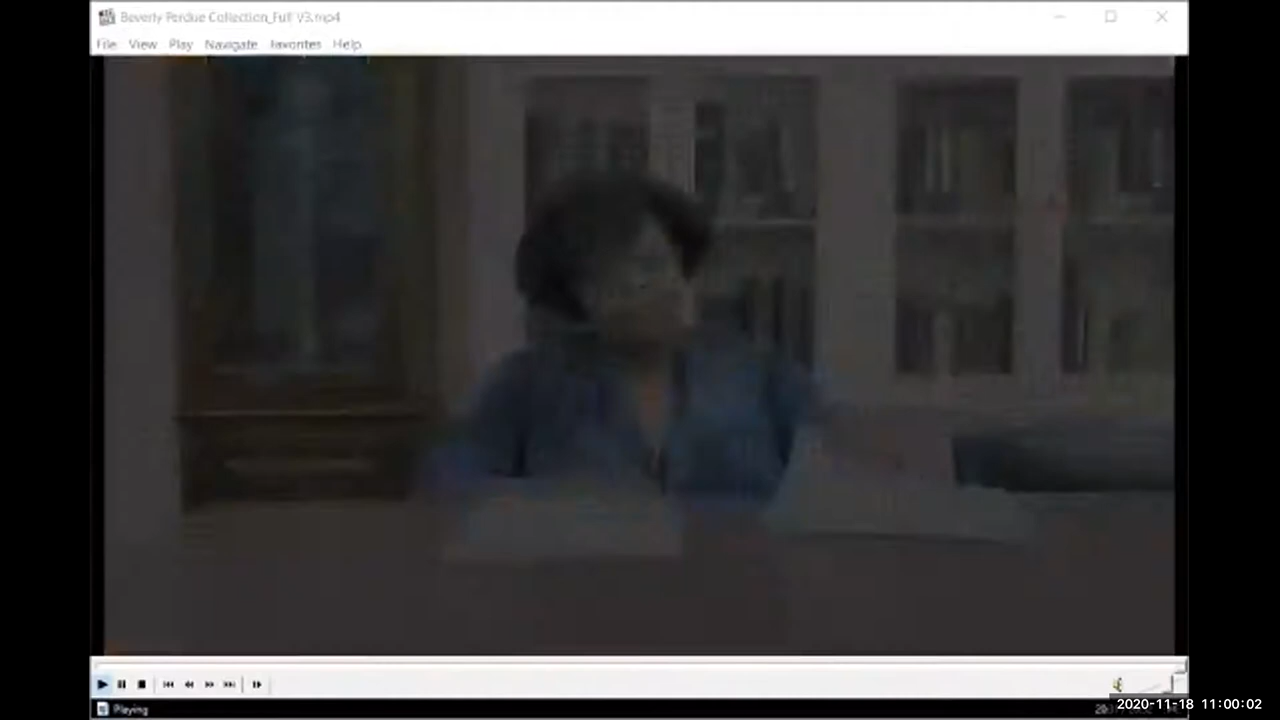 Beverly Perdue Collection_Full V3.mp4
File View Play Navigate Favorites Help
Playing
2020-11-18 11:00:02